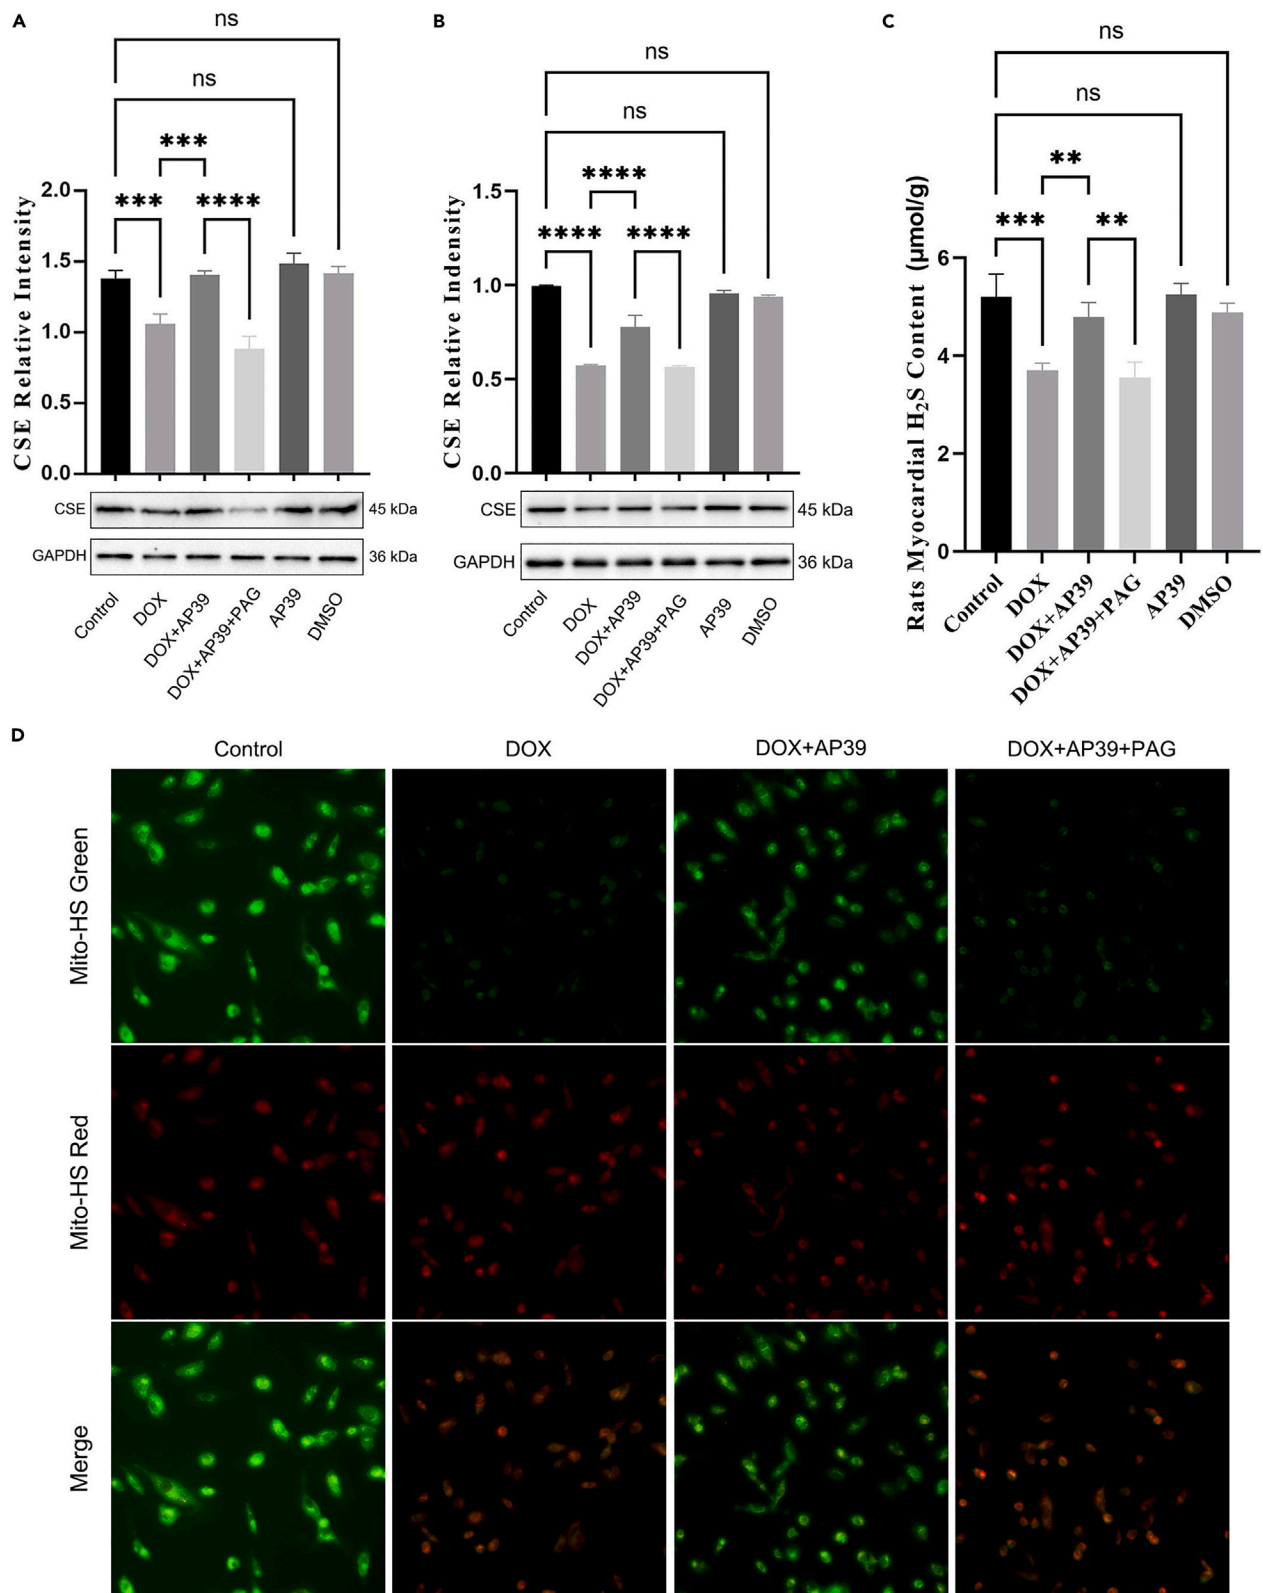 A
ns
ns
***
***
****
CSE Relative Intensity
2.0
1.5
1.0
0.5
0.0
CSE
45 kDa
GAPDH
36 kDa
Control
DOX
DOX+AP39
DOX+AP39+PAG
AP39
DMSO
B
ns
ns
****
****
****
CSE Relative Indensity
1.5
1.0
0.5
0.0
CSE
45 kDa
GAPDH
36 kDa
Control
DOX
DOX+AP39
DOX+AP39+PAG
AP39
DMSO
C
ns
ns
**
***
**
Rats Myocardial H₂S Content (μmol/g)
6
4
2
0
Control
DOX
DOX+AP39
DOX+AP39+PAG
AP39
DMSO
D
Control
DOX
DOX+AP39
DOX+AP39+PAG
Mito-HS Green
Mito-HS Red
Merge